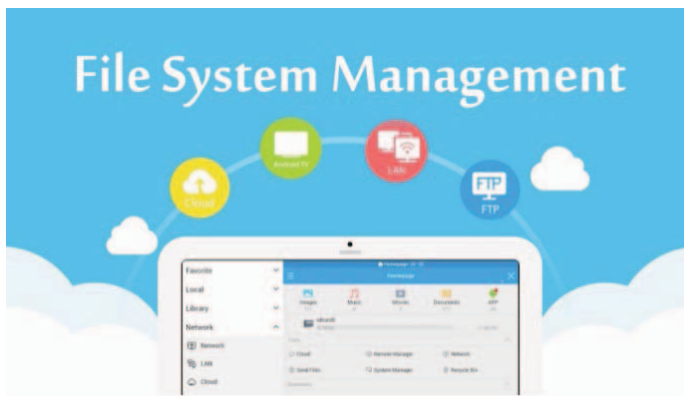 File System Management
Cloud
Android TV
LAN
FTP
FTP
Favorite
Local
Library
Network
Network
LAN
Cloud
Homepage
Homepage
Images
Music
Movies
Documents
APP
Cloud
Remote Manager
Network
Send Files
System Manager
Recycle Bin